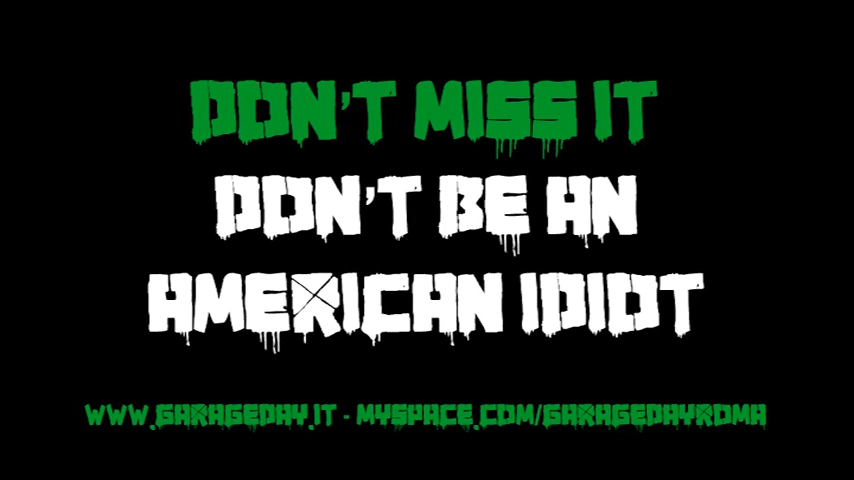 DON'T MISS IT
DON'T BE AN
AMERICAN IDIOT
WWW.GARAGEDAY.IT - MYSPACE.COM/GARAGEDAYROMA